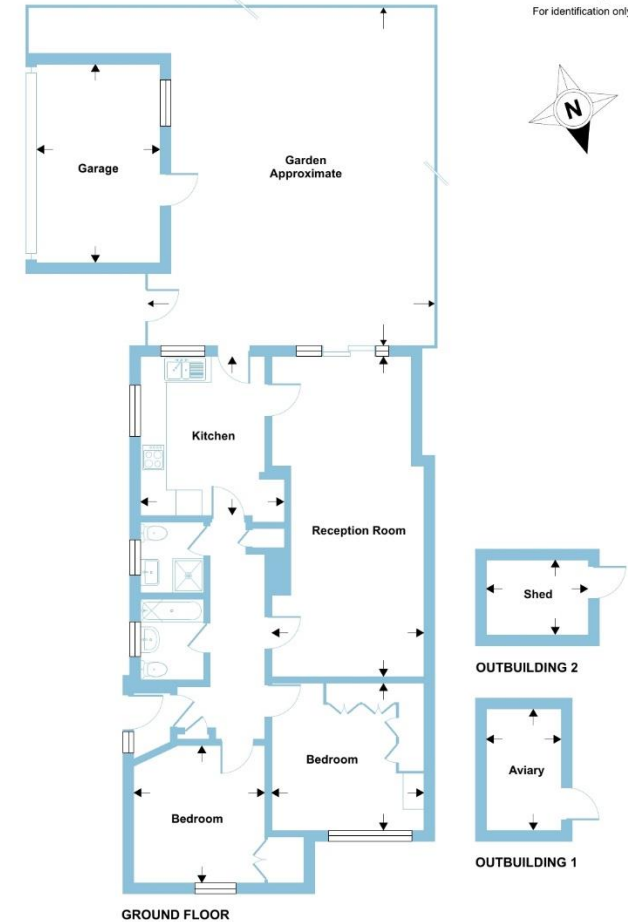 For identification only
N
Garage
Garden
Approximate
Kitchen
Reception Room
Shed
OUTBUILDING 2
Bedroom
Aviary
Bedroom
OUTBUILDING 1
GROUND FLOOR